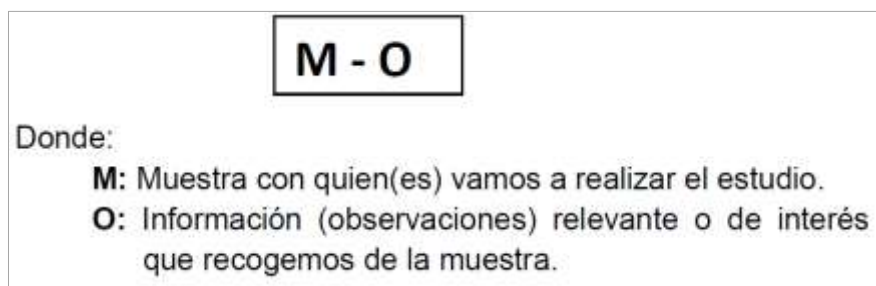 M - O
Donde:
M: Muestra con quien(es) vamos a realizar el estudio.
O: Información (observaciones) relevante o de interés
que recogemos de la muestra.